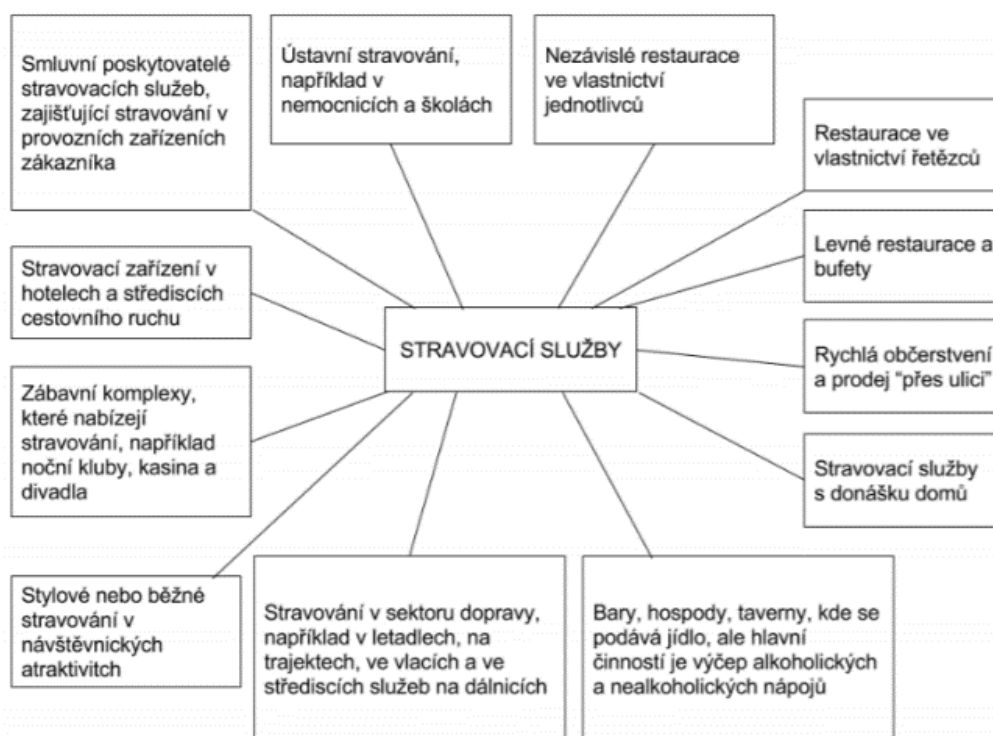 Smluvní poskytovatelé
stravovacích služeb,
zajišťující stravování v
provozních zařízeních
zákazníka
Ústavní stravování,
například v
nemocnicích a školách
Nezávislé restaurace
ve vlastnictví
jednotlivců
Restaurace ve
vlastnictví řetězců
Stravovací zařízení v
hotelech a střediscích
cestovního ruchu
Levné restaurace a
bufety
STRAVOVACÍ SLUŽBY
Rychlá občerstvení
a prodej "přes ulici"
Zábavní komplexy,
které nabízejí
stravování, například
noční kluby, kasina a
divadla
Stravovací služby
s donášku domů
Stylové nebo běžné
stravování v
návštěvnických
atraktivitch
Stravování v sektoru dopravy,
například v letadlech, na
trajektech, ve vlacích a ve
střediscích služeb na dálnicích
Bary, hospody, taverny, kde se
podává jídlo, ale hlavní
činností je výčep alkoholických
a nealkoholických nápojů